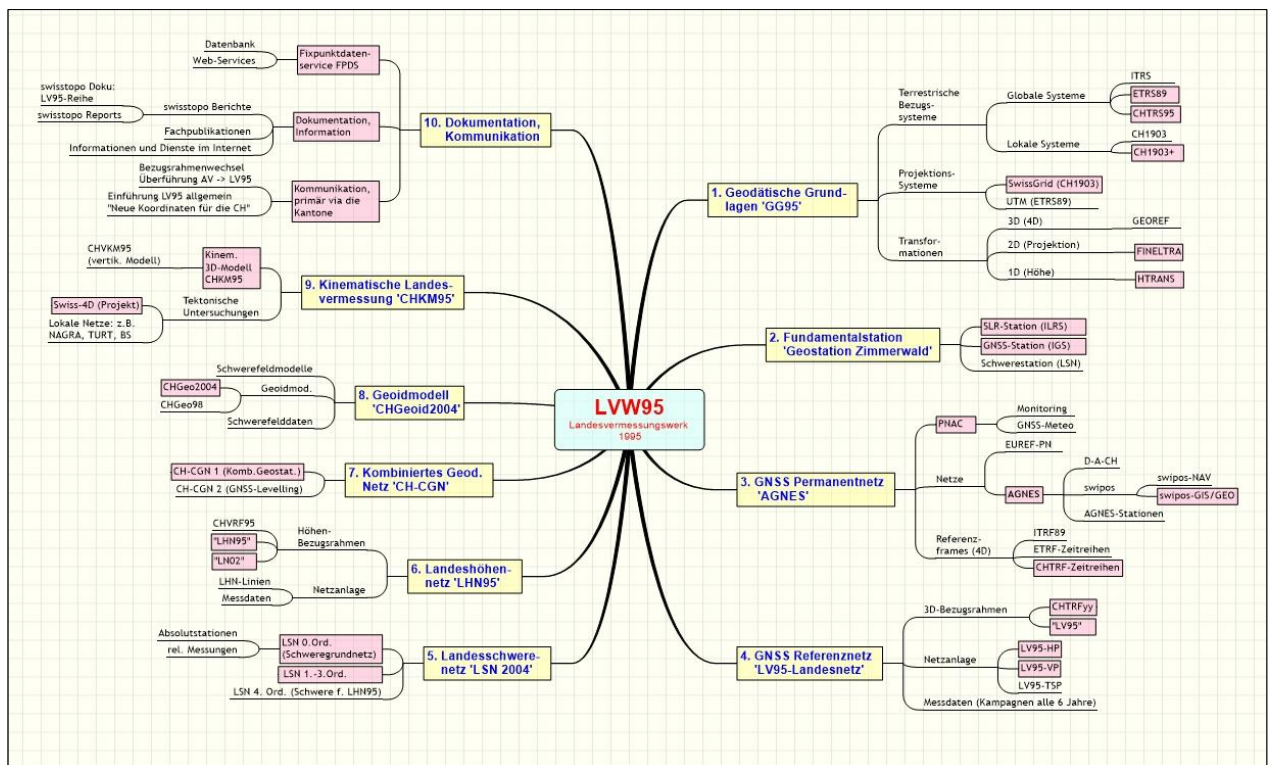 LVW95
Landesvermessungswerk
1995
1. Geodätische Grund-
lagen 'GG95'
Terrestrische
Bezugs-
systeme
Globale Systeme
ITRS
ETRS89
CHTRS95
Lokale Systeme
CH1903
CH1903+
Projektions-
Systeme
SwissGrid (CH1903)
UTM (ETRS89)
Transfor-
mationen
3D (4D)
GEOREF
2D (Projektion)
FINELTRA
1D (Höhe)
HTRANS
2. Fundamentalstation
'Geostation Zimmerwald'
SLR-Station (ILRS)
GNSS-Station (IGS)
Schwerestation (LSN)
3. GNSS Permanentnetz
'AGNES'
PNAC
Monitoring
GNSS-Meteo
Netze
EUREF-PN
AGNES
D-A-CH
swipos
swipos-NAV
swipos-GIS/GEO
AGNES-Stationen
Referenz-
frames (4D)
ITRF89
ETRF-Zeitreihen
CHTRF-Zeitreihen
4. GNSS Referenznetz
'LV95-Landesnetz'
3D-Bezugsrahmen
CHTRFyy
"LV95"
Netzanlage
LV95-HP
LV95-VP
LV95-TSP
Messdaten (Kampagnen alle 6 Jahre)
5. Landesschwere-
netz 'LSN 2004'
LSN 0.Ord.
(Schweregrundnetz)
Absolutstationen
rel. Messungen
LSN 1.-3.Ord.
LSN 4. Ord. (Schwere f. LHN95)
6. Landeshöhen-
netz 'LHN95'
Höhen-
Bezugsrahmen
CHVRF95
"LHN95"
"LN02"
Netzanlage
LHN-Linien
Messdaten
7. Kombiniertes Geod.
Netz 'CH-CGN'
CH-CGN 1 (Komb.Geostat.)
CH-CGN 2 (GNSS-Levelling)
8. Geoidmodell
'CHGeoid2004'
Schwerefeldmodelle
Geoidmod.
CHGeo2004
CHGeo98
Schwerefelddaten
9. Kinematische Landes-
vermessung 'CHKM95'
Kinem.
3D-Modell
CHKM95
CHVKM95
(vertik. Modell)
Tektonische
Untersuchungen
Swiss-4D (Projekt)
Lokale Netze: z.B.
NAGRA, TURT, BS
10. Dokumentation,
Kommunikation
Fixpunktdaten-
service FPDS
Datenbank
Web-Services
Dokumentation,
Information
swisstopo Berichte
swisstopo Doku:
LV95-Reihe
swisstopo Reports
Fachpublikationen
Informationen und Dienste im Internet
Kommunikation,
primär via die
Kantone
Bezugsrahmenwechsel
Überführung AV -> LV95
Einführung LV95 allgemein
"Neue Koordinaten für die CH"